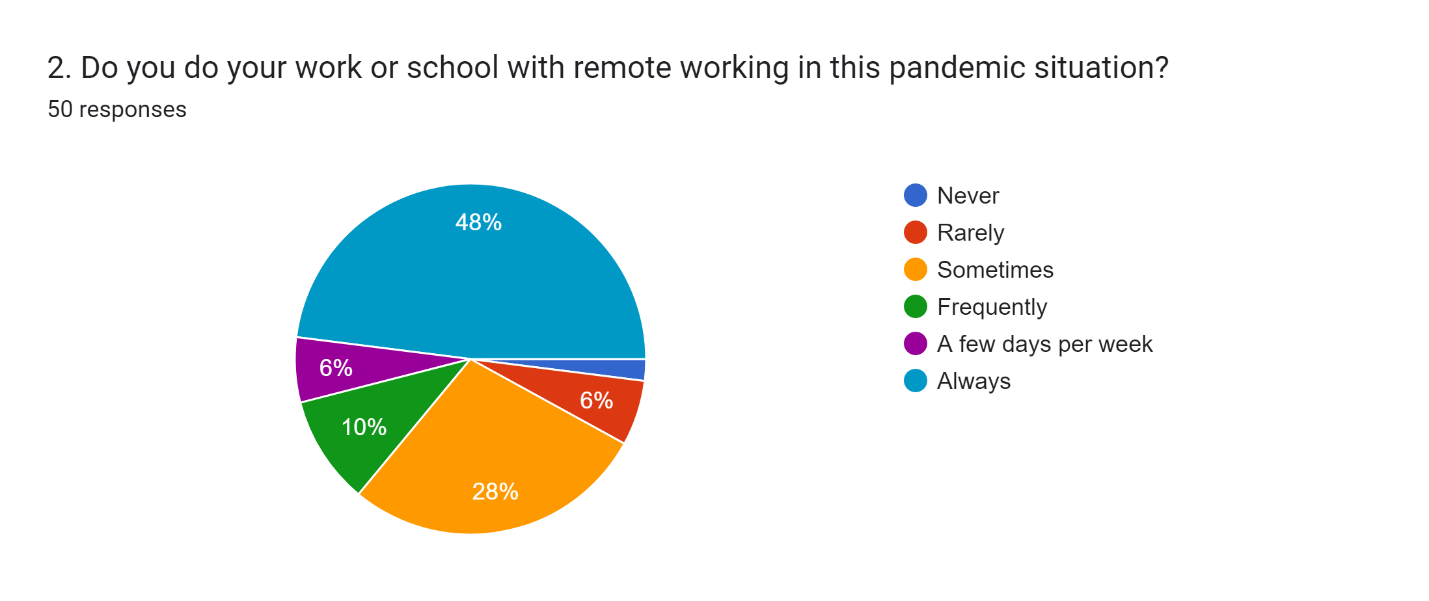 2. Do you do your work or school with remote working in this pandemic situation?
50 responses
48%
6%
6%
10%
28%
Never
Rarely
Sometimes
Frequently
A few days per week
Always